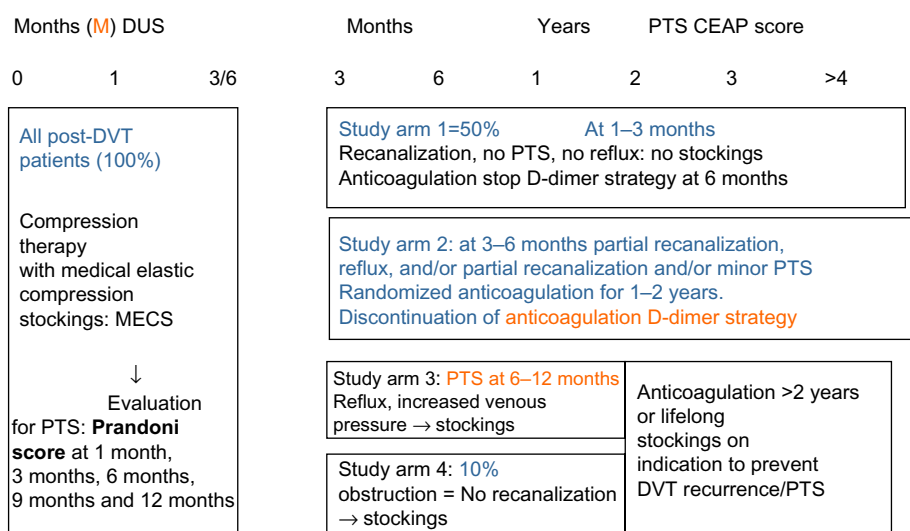 Months (M) DUS Months Years PTS CEAP score
0 1 3/6 3 6 1 2 3 >4
All post-DVT
patients (100%)
Compression
therapy
with medical elastic
compression
stockings: MECS
↓
Evaluation
for PTS: Prandoni
score at 1 month,
3 months, 6 months,
9 months and 12 months
Study arm 1=50% At 1–3 months
Recanalization, no PTS, no reflux: no stockings
Anticoagulation stop D-dimer strategy at 6 months
Study arm 2: at 3–6 months partial recanalization,
reflux, and/or partial recanalization and/or minor PTS
Randomized anticoagulation for 1–2 years.
Discontinuation of anticoagulation D-dimer strategy
Study arm 3: PTS at 6–12 months
Reflux, increased venous
pressure → stockings
Study arm 4: 10%
obstruction = No recanalization
→ stockings
Anticoagulation >2 years
or lifelong
stockings on
indication to prevent
DVT recurrence/PTS